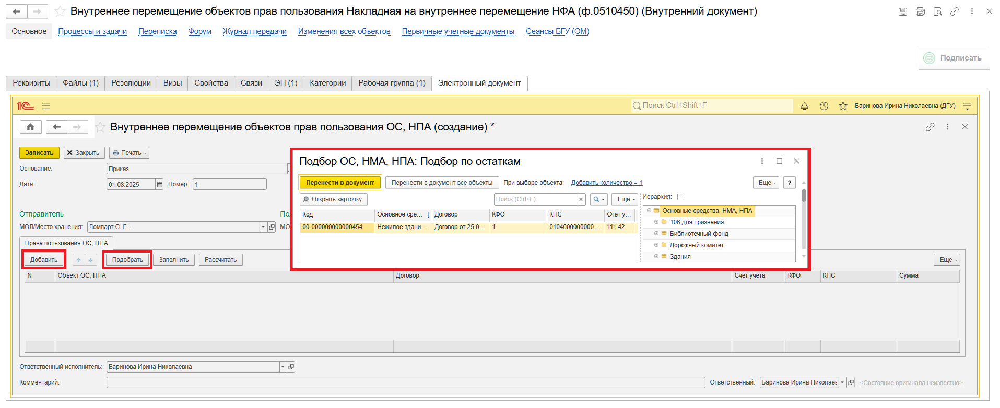 Внутреннее перемещение объектов прав пользования Накладная на внутреннее перемещение НФА (ф.0510450) (Внутренний документ)
Основное Процессы и задачи Переписка Форум Журнал передачи Изменения всех объектов Первичные учетные документы Сеансы БГУ (ОМ)
Подписать
Реквизиты Файлы (1) Резолюции Визы Свойства Связи ЭП (1) Категории Рабочая группа (1) Электронный документ
1С Поиск Ctrl+Shift+F Баринова Ирина Николаевна (ДГУ)
Внутреннее перемещение объектов прав пользования ОС, НПА (создание) *
Записать Закрыть Печать
Основание: Приказ
Дата: 01.08.2025 Номер: 1
Отправитель
МОЛ/Место хранения: Ломпарт С. Г. -
Права пользования ОС, НПА
Добавить Подобрать Заполнить Рассчитать Еще
Подбор ОС, НМА, НПА: Подбор по остаткам
Перенести в документ Перенести в документ все объекты При выборе объекта: Добавить количество = 1 Еще ?
Открыть карточку Поиск (Ctrl+F) × Еще Иерархия:
Код Основное сре... ↓ Договор КФО КПС Счет у...
00-000000000000454 Нежилое здани... Договор от 25.0... 1 0104000000000... 111.42
Основные средства, НМА, НПА
106 для признания
Библиотечный фонд
Дорожный комитет
Здания
N Объект ОС, НПА Договор Счет учета КФО КПС Сумма
Ответственный исполнитель: Баринова Ирина Николаевна
Комментарий: Ответственный: Баринова Ирина Николаев <Состояние оригинала неизвестно>